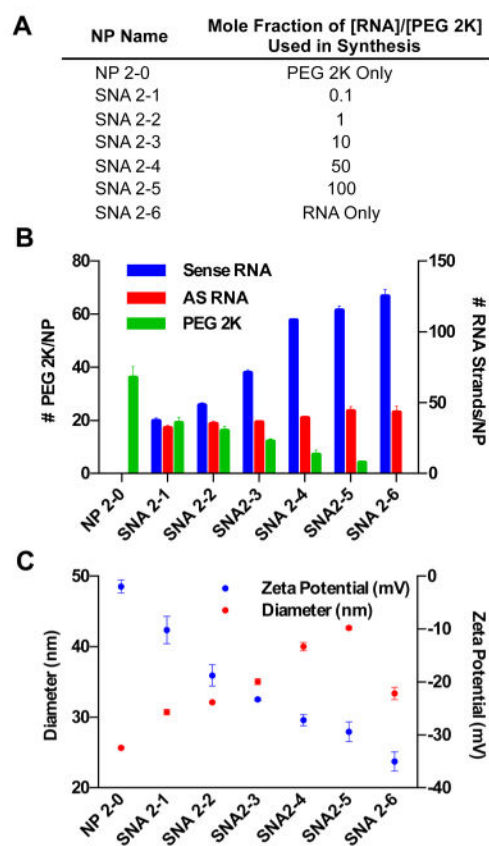 A
NP Name
Mole Fraction of [RNA]/[PEG 2K]
Used in Synthesis
NP 2-0 PEG 2K Only
SNA 2-1 0.1
SNA 2-2 1
SNA 2-3 10
SNA 2-4 50
SNA 2-5 100
SNA 2-6 RNA Only
B
80
60
40
20
0
# PEG 2K/NP
Sense RNA
AS RNA
PEG 2K
150
100
50
0
# RNA Strands/NP
NP 2-0
SNA 2-1
SNA 2-2
SNA2-3
SNA 2-4
SNA2-5
SNA 2-6
C
50
40
30
20
Diameter (nm)
Zeta Potential (mV)
Diameter (nm)
0
-10
-20
-30
-40
Zeta Potential (mV)
NP 2-0
SNA 2-1
SNA 2-2
SNA2-3
SNA2-4
SNA2-5
SNA 2-6